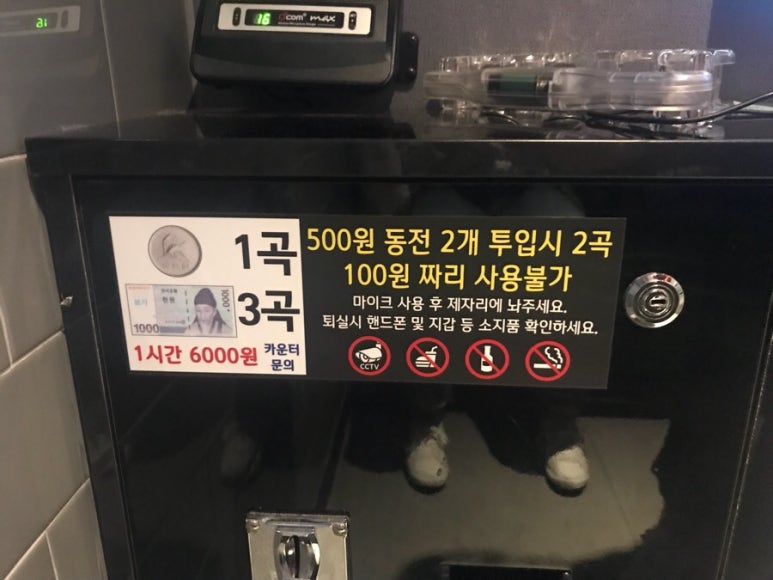 16 com max
1곡
3곡
1000
1시간 6000원 카운터 문의
500원 동전 2개 투입시 2곡
100원 짜리 사용불가
마이크 사용 후 제자리에 놔주세요.
퇴실시 핸드폰 및 지갑 등 소지품 확인하세요.
CCTV